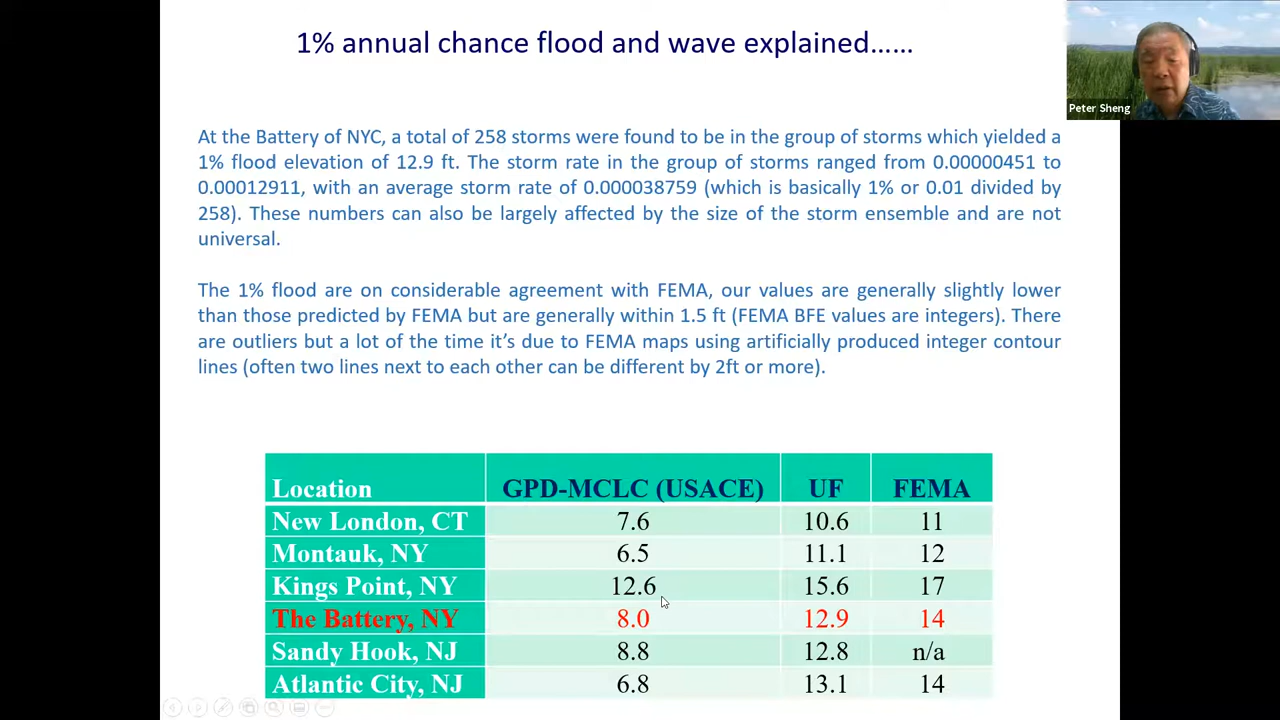 1% annual chance flood and wave explained……
Peter Sheng
At the Battery of NYC, a total of 258 storms were found to be in the group of storms which yielded a
1% flood elevation of 12.9 ft. The storm rate in the group of storms ranged from 0.00000451 to
0.00012911, with an average storm rate of 0.000038759 (which is basically 1% or 0.01 divided by
258). These numbers can also be largely affected by the size of the storm ensemble and are not
universal.
The 1% flood are on considerable agreement with FEMA, our values are generally slightly lower
than those predicted by FEMA but are generally within 1.5 ft (FEMA BFE values are integers). There
are outliers but a lot of the time it’s due to FEMA maps using artificially produced integer contour
lines (often two lines next to each other can be different by 2ft or more).
Location GPD-MCLC (USACE) UF FEMA
New London, CT 7.6 10.6 11
Montauk, NY 6.5 11.1 12
Kings Point, NY 12.6 15.6 17
The Battery, NY 8.0 12.9 14
Sandy Hook, NJ 8.8 12.8 n/a
Atlantic City, NJ 6.8 13.1 14